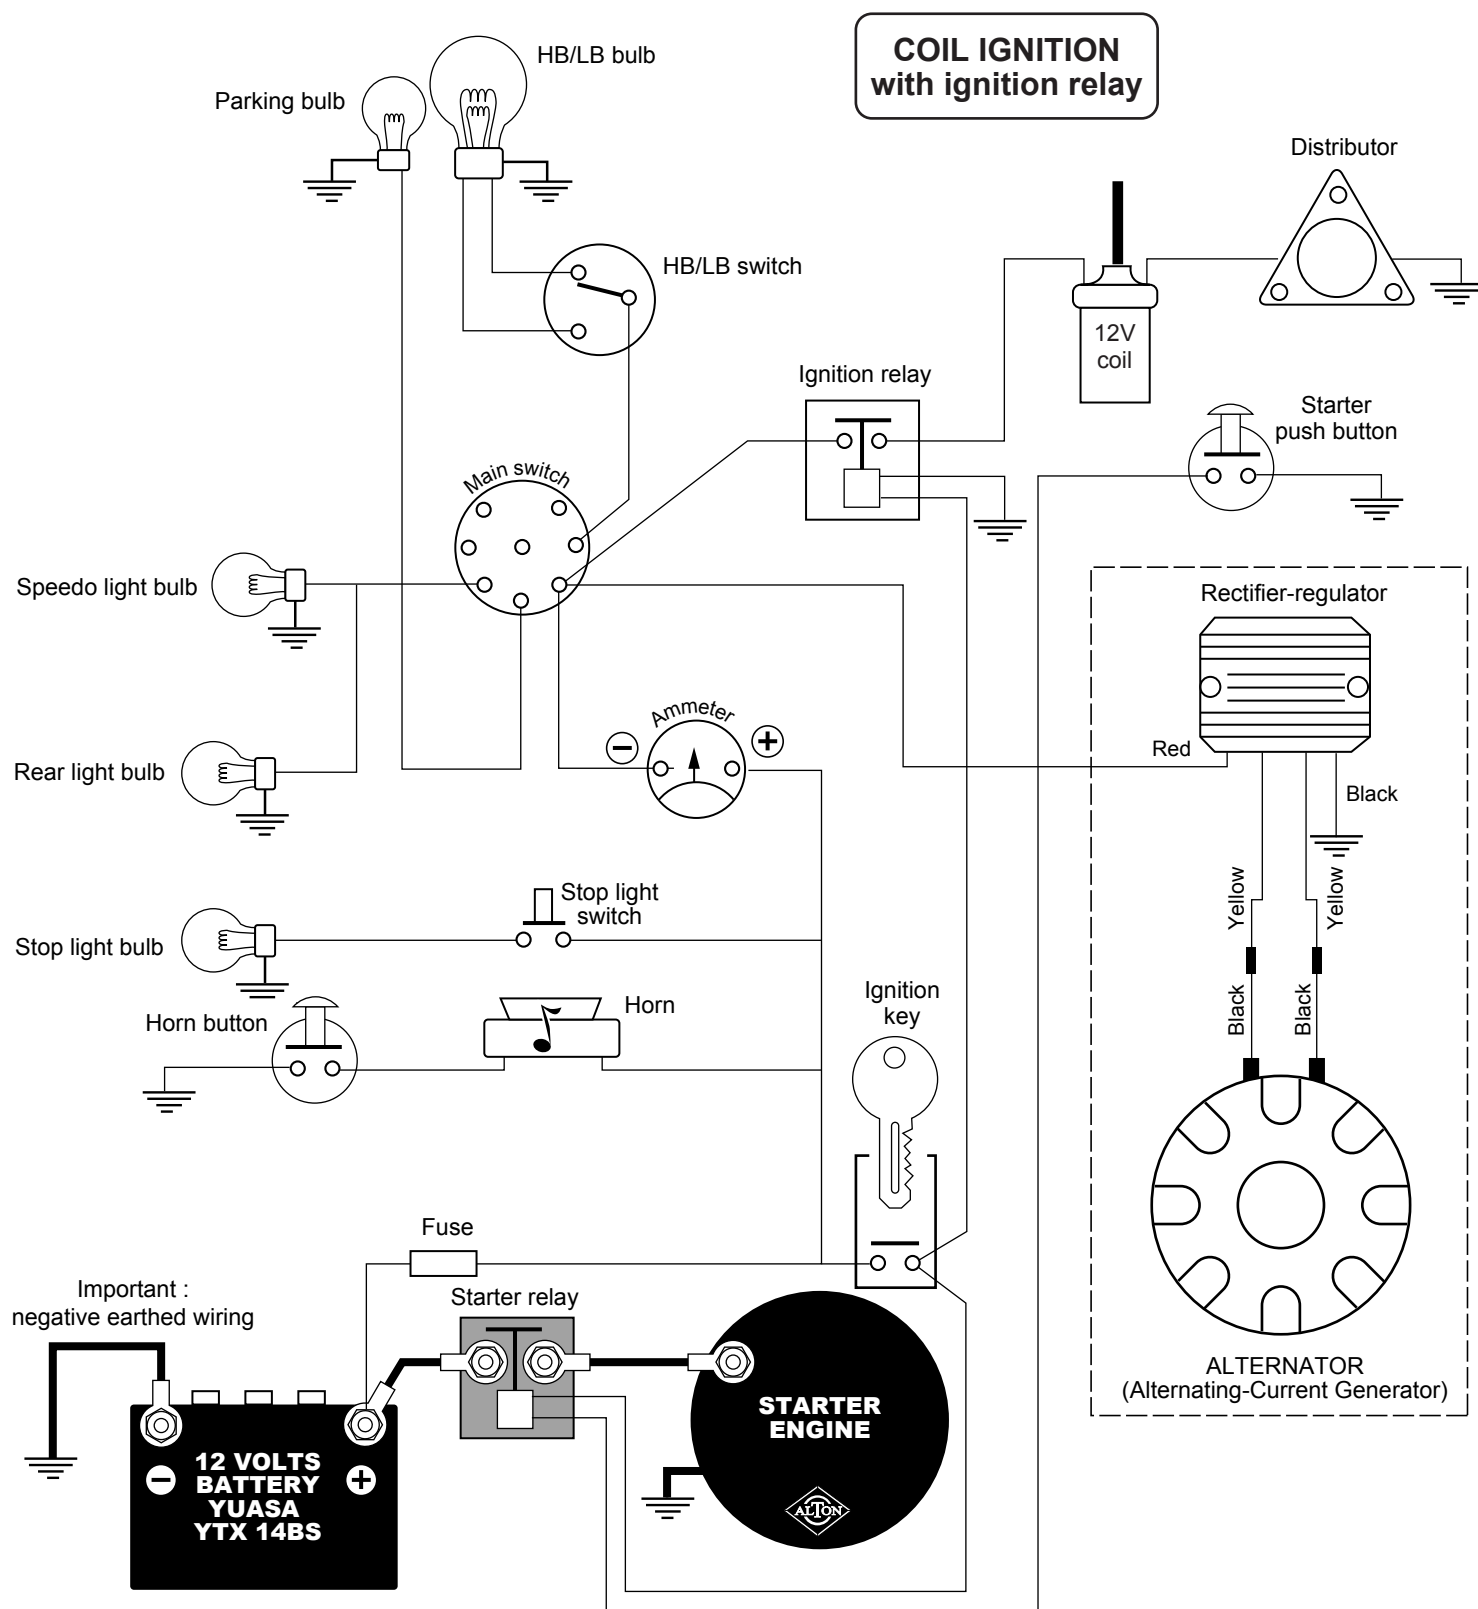 COIL IGNITION
with ignition relay
HB/LB bulb
Parking bulb
Distributor
HB/LB switch
12V
coil
Ignition relay
Starter
push button
Main switch
Speedo light bulb
Rectifier-regulator
Ammeter
Red
Rear light bulb
Black
Yellow
Yellow
Stop light
switch
Stop light bulb
Ignition
key
Black
Black
Horn
Horn button
Fuse
Important :
negative earthed wiring
Starter relay
ALTERNATOR
(Alternating-Current Generator)
STARTER
ENGINE
12 VOLTS
BATTERY
YUASA
YTX 14BS
ALTON